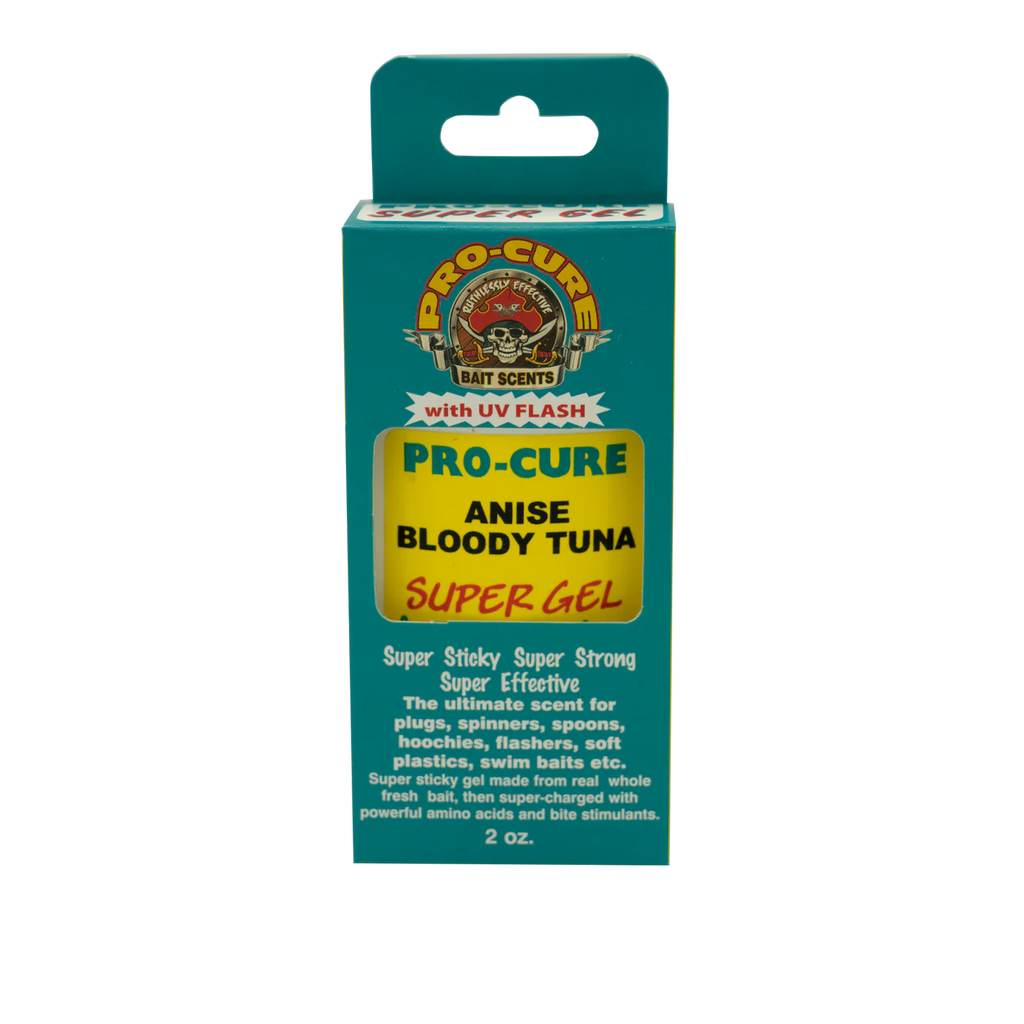 SUPER GEL
PRO-CURE
RUTHLESSLY EFFECTIVE
BAIT SCENTS
with UV FLASH
PRO-CURE
ANISE
BLOODY TUNA
SUPER GEL
Super Sticky Super Strong
Super Effective
The ultimate scent for
plugs, spinners, spoons,
hoochies, flashers, soft
plastics, swim baits etc.
Super sticky gel made from real whole
fresh bait, then super-charged with
powerful amino acids and bite stimulants.
2 oz.